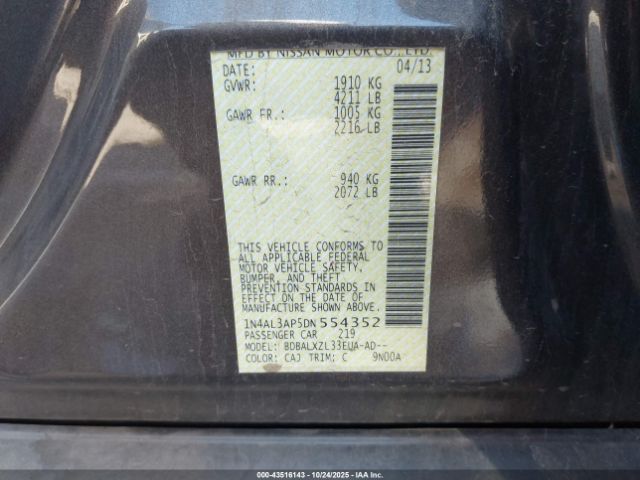 MFD BY NISSAN MOTOR CO., LTD.
DATE: 04/13
GVWR: 1910 KG
4211 LB
GAWR FR.: 1005 KG
2216 LB
GAWR RR.: 940 KG
2072 LB
THIS VEHICLE CONFORMS TO
ALL APPLICABLE FEDERAL
MOTOR VEHICLE SAFETY,
BUMPER, AND THEFT
PREVENTION STANDARDS IN
EFFECT ON THE DATE OF
MANUFACTURE SHOWN ABOVE.
1N4AL3AP5DN 554352
PASSENGER CAR 219
MODEL: BDBALXZL33EUA-AD--
COLOR: CAJ TRIM: C 9N00A
000-43516143 - 10/24/2025 - IAA Inc.